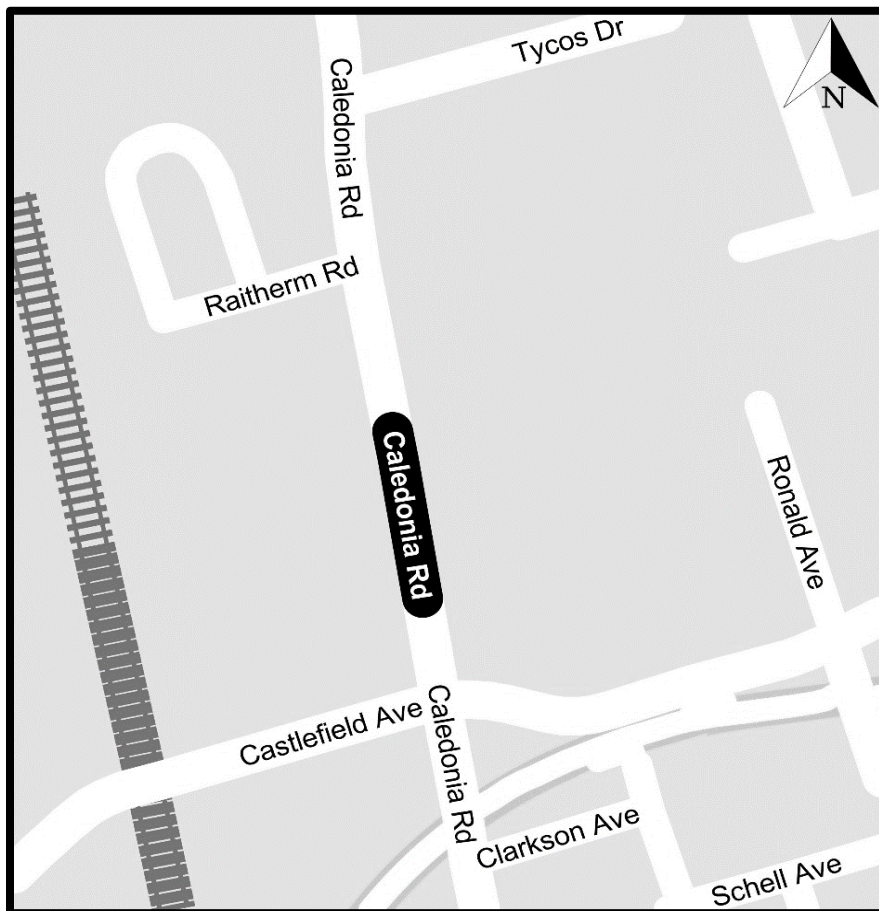 Tycos Dr
Caledonia Rd
N
Raitherm Rd
Caledonia Rd
Ronald Ave
Castlefield Ave
Caledonia Rd
Clarkson Ave
Schell Ave